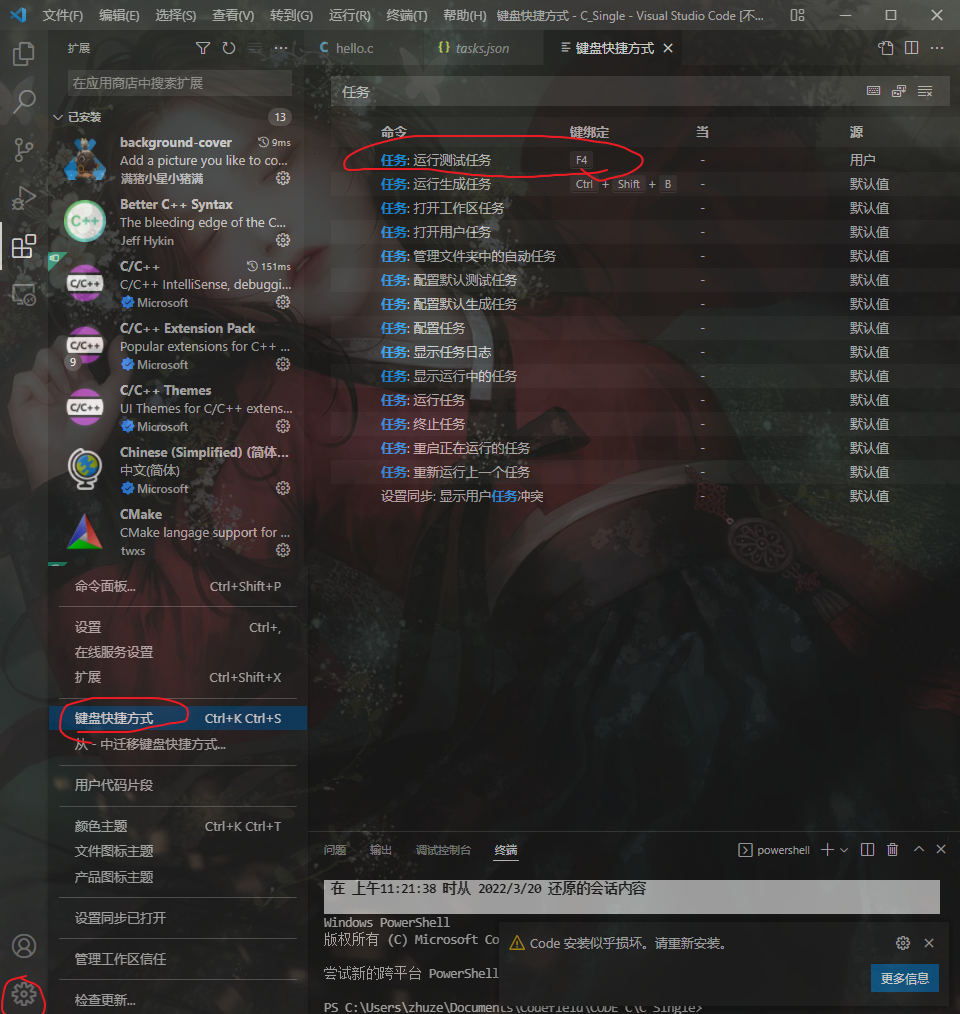 文件(F) 编辑(E) 选择(S) 查看(V) 转到(G) 运行(R) 终端(T) 帮助(H) 键盘快捷方式 - C_Single - Visual Studio Code [不...
扩展
在应用商店中搜索扩展
已安装 13
background-cover 9ms
Add a picture you like to co...
满猪小星小猪满
Better C++ Syntax
The bleeding edge of the C...
Jeff Hykin
C/C++ 151ms
C/C++ IntelliSense, debuggi...
Microsoft
C/C++ Extension Pack
Popular extensions for C++ ...
Microsoft
9
C/C++ Themes
UI Themes for C/C++ extens...
Microsoft
Chinese (Simplified) (简体...
中文(简体)
Microsoft
CMake
CMake langage support for ...
twxs
命令面板... Ctrl+Shift+P
设置 Ctrl+,
在线服务设置
扩展 Ctrl+Shift+X
键盘快捷方式 Ctrl+K Ctrl+S
从 - 中迁移键盘快捷方式...
用户代码片段
颜色主题 Ctrl+K Ctrl+T
文件图标主题
产品图标主题
设置同步已打开
管理工作区信任
检查更新...
hello.c tasks.json 键盘快捷方式
任务
命令 键绑定 当 源
任务: 运行测试任务 F4 - 用户
任务: 运行生成任务 Ctrl + Shift + B - 默认值
任务: 打开工作区任务 - 默认值
任务: 打开用户任务 - 默认值
任务: 管理文件夹中的自动任务 - 默认值
任务: 配置默认测试任务 - 默认值
任务: 配置默认生成任务 - 默认值
任务: 配置任务 - 默认值
任务: 显示任务日志 - 默认值
任务: 显示运行中的任务 - 默认值
任务: 运行任务 - 默认值
任务: 终止任务 - 默认值
任务: 重启正在运行的任务 - 默认值
任务: 重新运行上一个任务 - 默认值
设置同步: 显示用户任务冲突 - 默认值
问题 输出 调试控制台 终端 powershell
在 上午11:21:38 时从 2022/3/20 还原的会话内容
Windows PowerShell
版权所有 (C) Microsoft Co
尝试新的跨平台 PowerShell
PS C:\Users\zhuze\Documents\CodeField\CODE_C\C_Single>
Code 安装似乎损坏。请重新安装。
更多信息